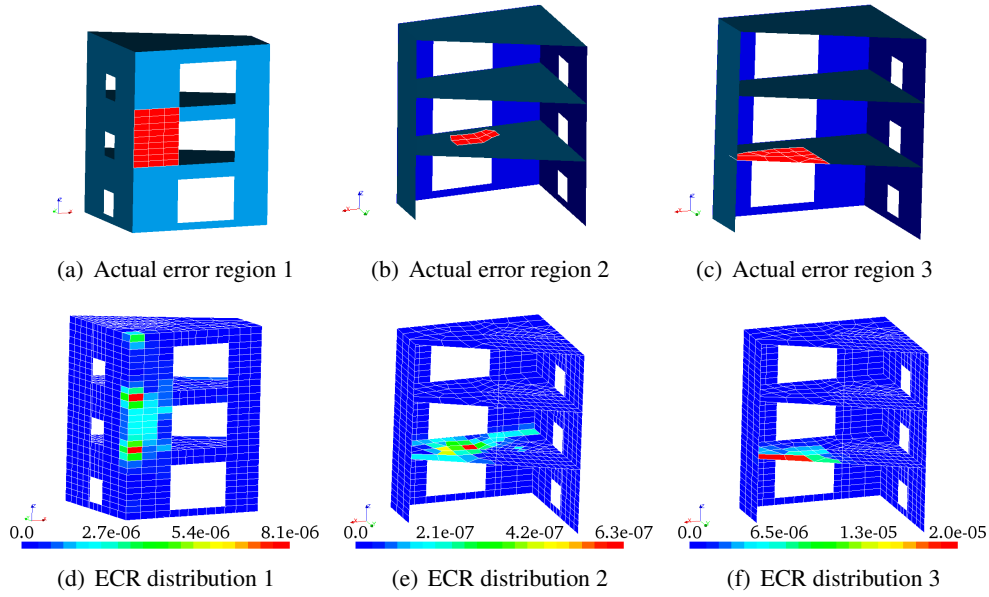 (a) Actual error region 1
(b) Actual error region 2
(c) Actual error region 3
0.0 2.7e-06 5.4e-06 8.1e-06
0.0 2.1e-07 4.2e-07 6.3e-07
0.0 6.5e-06 1.3e-05 2.0e-05
(d) ECR distribution 1
(e) ECR distribution 2
(f) ECR distribution 3